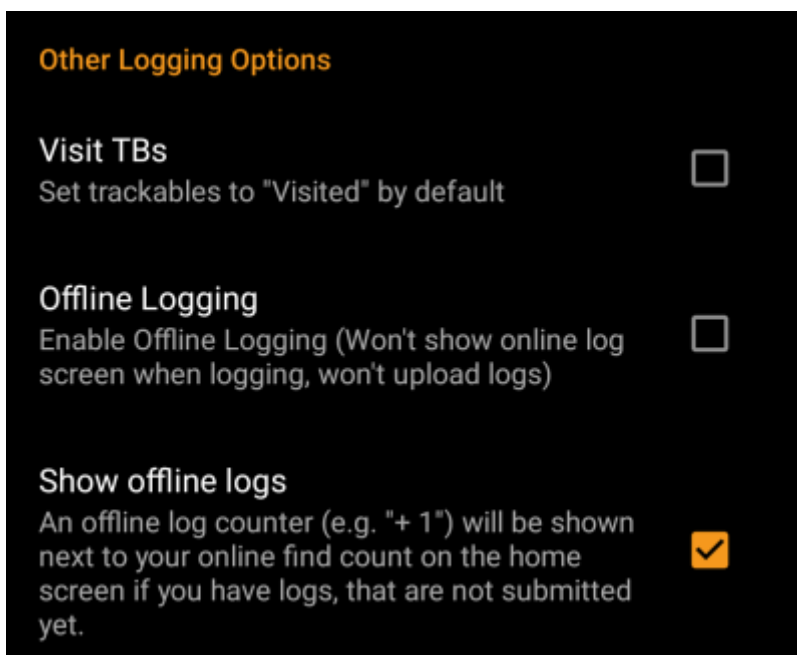 Other Logging Options
Visit TBs
Set trackables to "Visited" by default
Offline Logging
Enable Offline Logging (Won't show online log
screen when logging, won't upload logs)
Show offline logs
An offline log counter (e.g. "+ 1") will be shown
next to your online find count on the home
screen if you have logs, that are not submitted
yet.